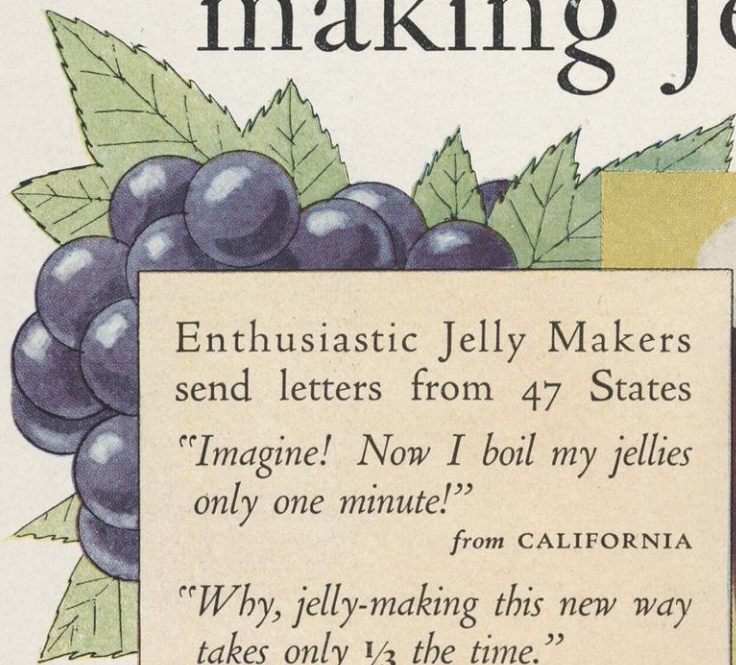 making Je
Enthusiastic Jelly Makers
send letters from 47 States
“Imagine! Now I boil my jellies
only one minute!”
from CALIFORNIA
“Why, jelly-making this new way
takes only 1/3 the time.”